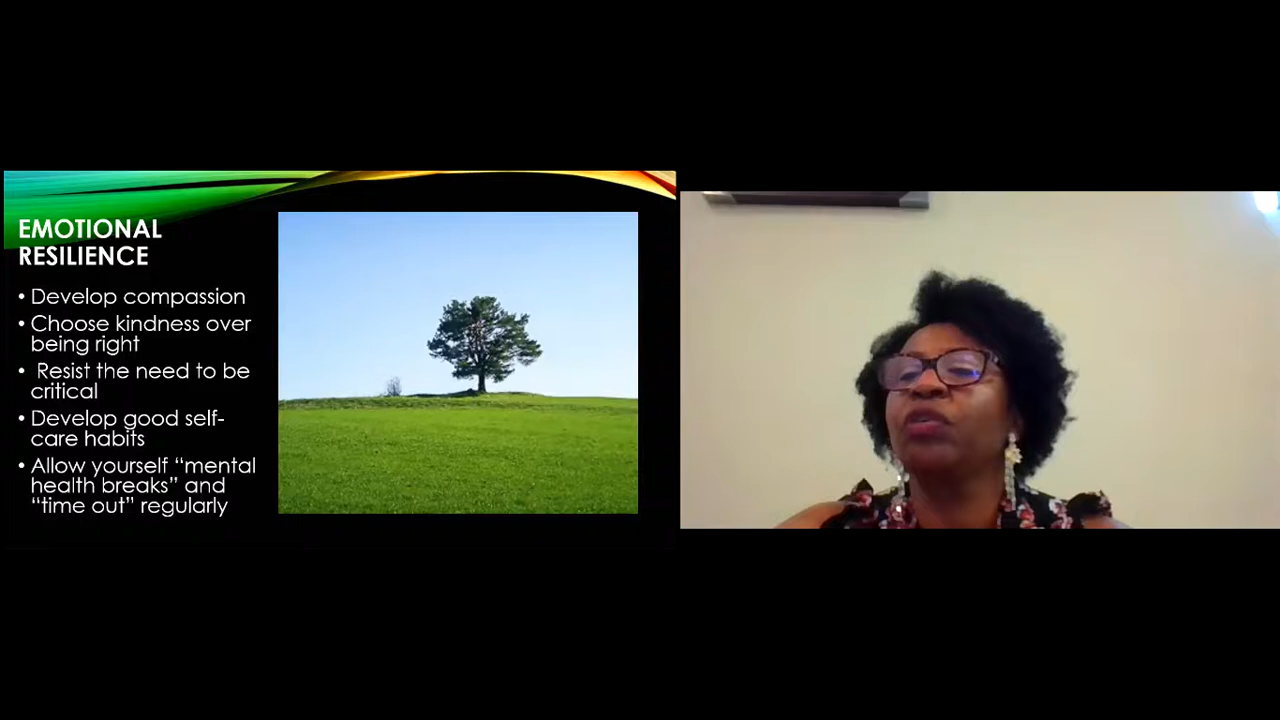 EMOTIONAL
RESILIENCE
• Develop compassion
• Choose kindness over
being right
• Resist the need to be
critical
• Develop good self-
care habits
• Allow yourself “mental
health breaks” and
“time out” regularly